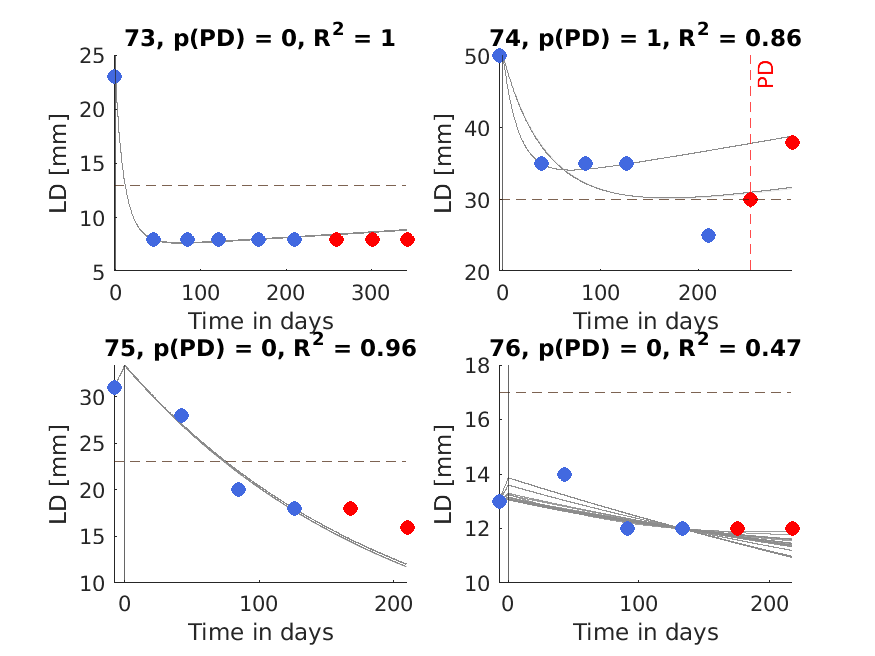 73, p(PD) = 0, R² = 1
25
20
15
10
5
LD [mm]
0 100 200 300
Time in days
74, p(PD) = 1, R² = 0.86
50
40
30
20
LD [mm]
PD
0 100 200
Time in days
75, p(PD) = 0, R² = 0.96
30
25
20
15
10
LD [mm]
0 100 200
Time in days
76, p(PD) = 0, R² = 0.47
18
16
14
12
10
LD [mm]
0 100 200
Time in days